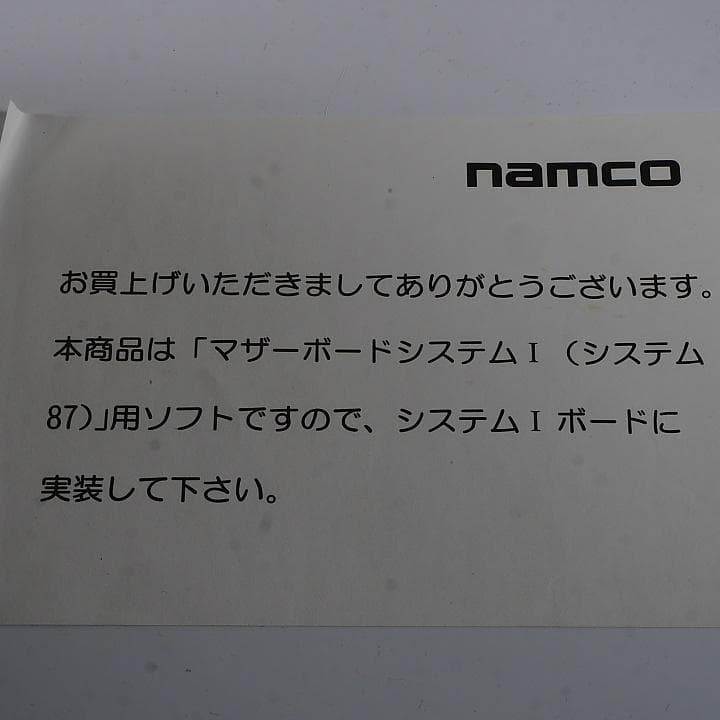 namco
お買上げいただきましてありがとうございます。
本商品は「マザーボードシステムⅠ（システム
87)」用ソフトですので、システムⅠボードに
実装して下さい。